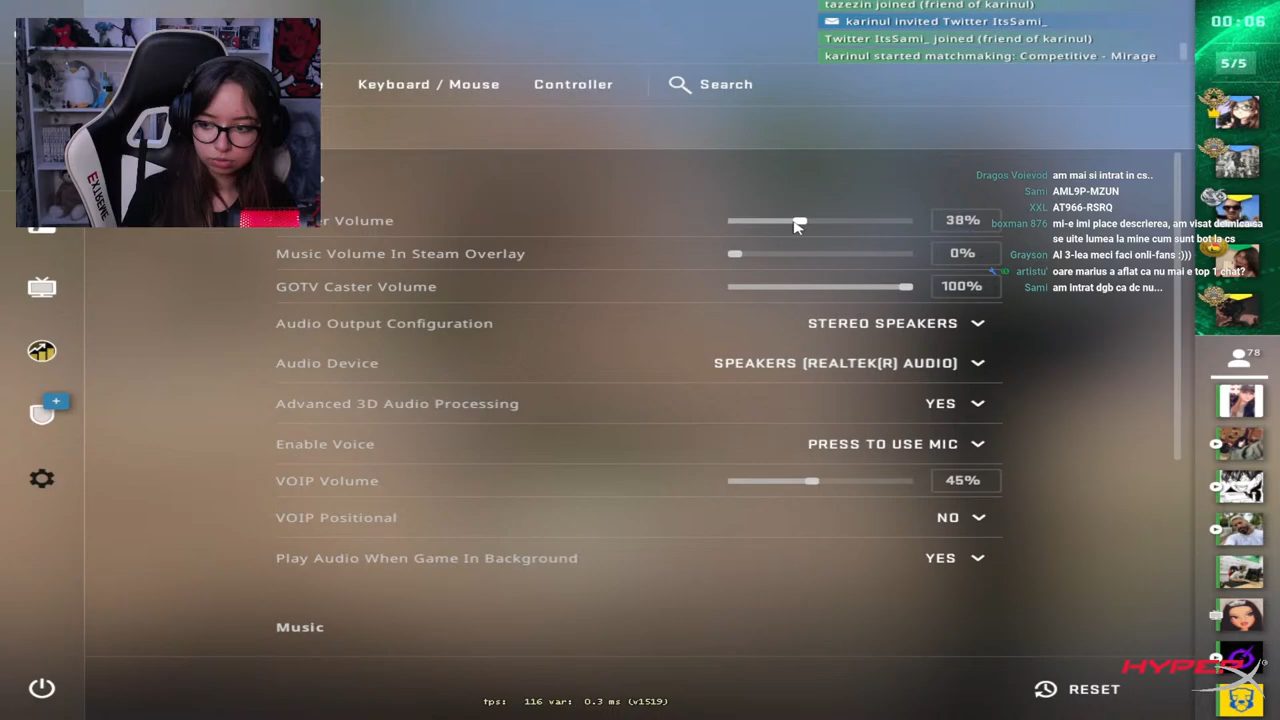 tazezin joined (friend of karinul)
karinul invited Twitter ItsSami_
Twitter ItsSami_ joined (friend of karinul)
karinul started matchmaking: Competitive - Mirage
00:06
5/5
Keyboard / Mouse
Controller
Search
Dragos Voievod am mai si intrat in cs..
Sami AML9P-MZUN
XXL AT966-RSRQ
boxman 876 mi-e imi place descrierea, am visat
se uite lumea la mine cum sunt bot la cs
Grayson Al 3-lea meci faci onli-fans :)))
artistu' oare marius a aflat ca nu mai e top 1 chat?
Sami am intrat dgb ca dc nu...
Volume 38%
Music Volume In Steam Overlay 0%
GOTV Caster Volume 100%
Audio Output Configuration STEREO SPEAKERS
Audio Device SPEAKERS (REALTEK(R) AUDIO)
Advanced 3D Audio Processing YES
Enable Voice PRESS TO USE MIC
VOIP Volume 45%
VOIP Positional NO
Play Audio When Game In Background YES
Music
78
EXTREME
HYPER
RESET
fps: 116 var: 0.3 ms (v1519)